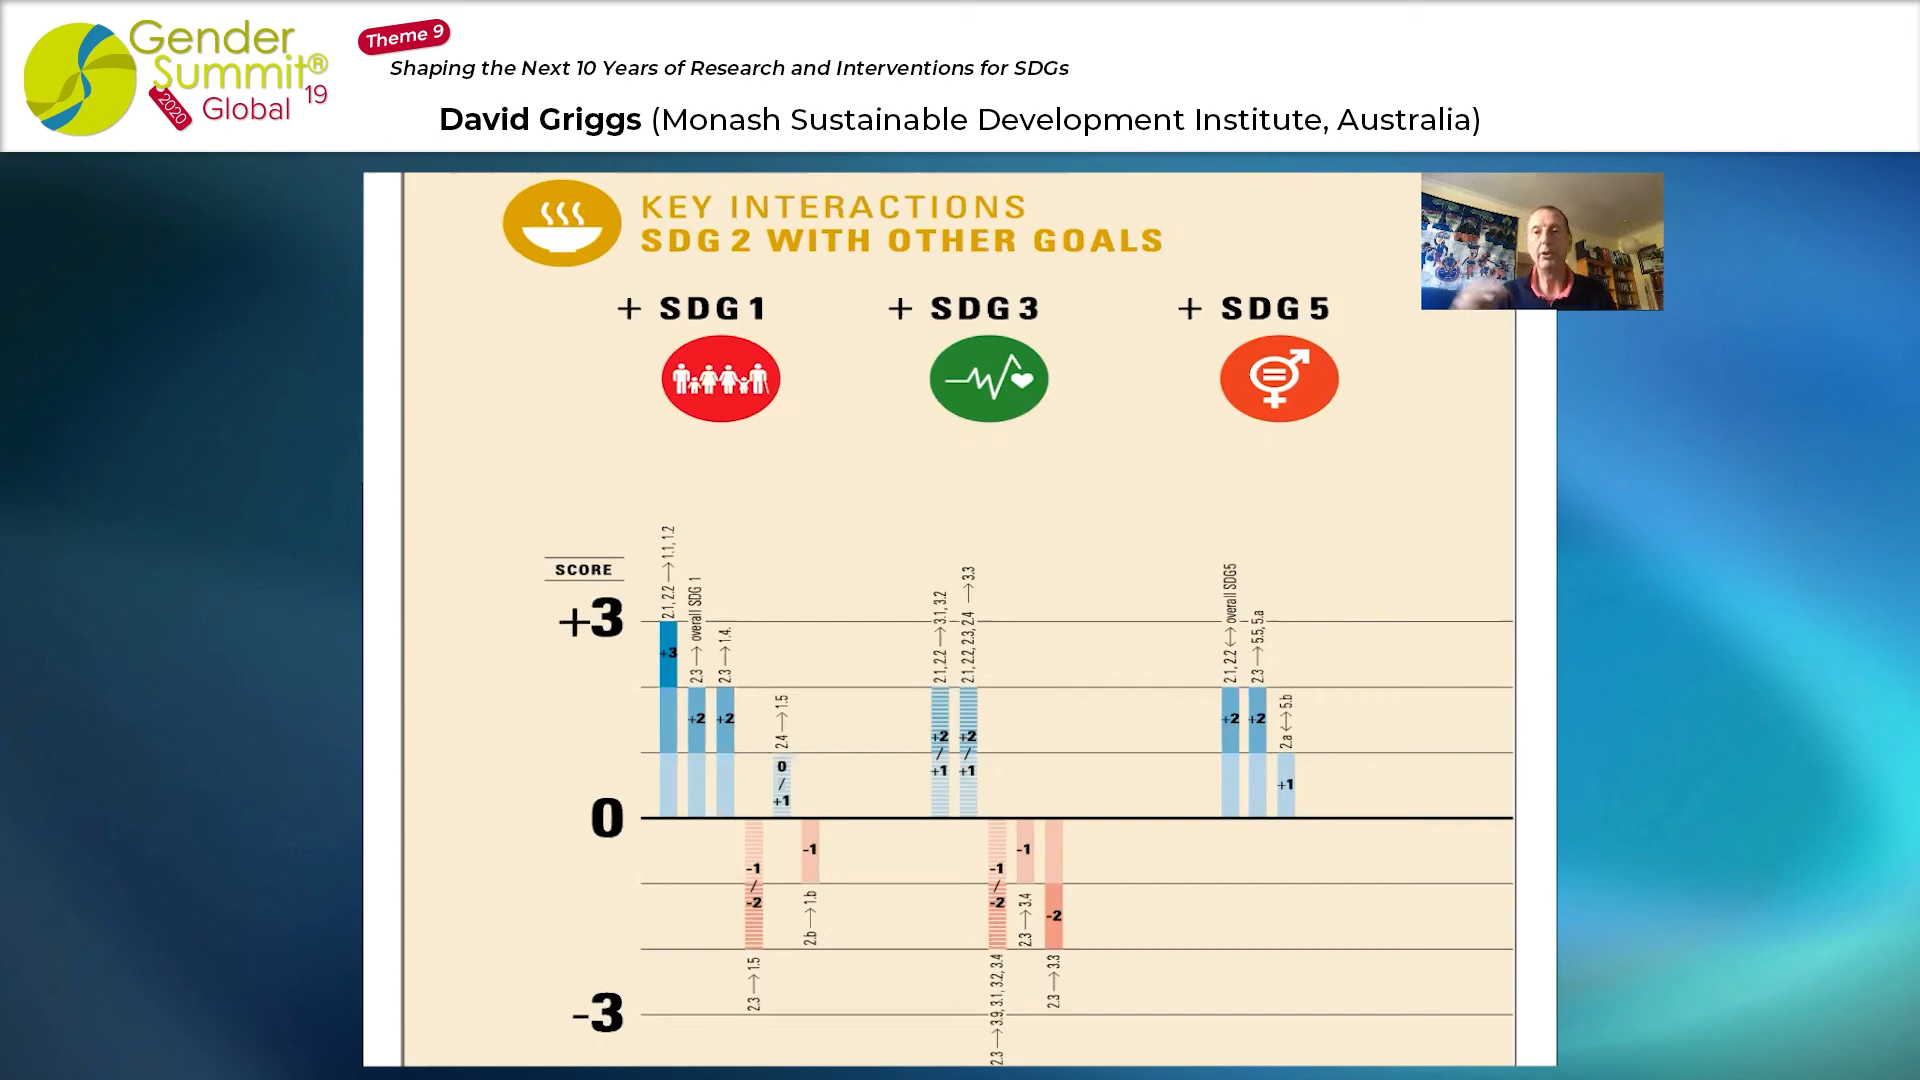 Gender
Summit®
Global 19
2020
Theme 9
Shaping the Next 10 Years of Research and Interventions for SDGs
David Griggs (Monash Sustainable Development Institute, Australia)
KEY INTERACTIONS
SDG 2 WITH OTHER GOALS
+ SDG 1
+ SDG 3
+ SDG 5
SCORE
+3
0
-3
2.1, 2.2 → 1.1, 1.2
+3
2.3 → overall SDG 1
+2
2.3 → 1.4.
+2
-1 / -2
2.3 → 1.5
2.4 → 1.5
0 / +1
-1
2.b → 1.b
2.1, 2.2 → 3.1, 3.2
+2 / +1
2.1, 2.2, 2.3, 2.4 → 3.3
+2 / +1
-1 / -2
2.3 → 3.9, 3.1, 3.2, 3.4
-1
2.3 → 3.4
-2
2.3 → 3.3
2.1, 2.2 ↔ overall SDG5
+2
2.3 → 5.5, 5.a
+2
2.a ↔ 5.b
+1